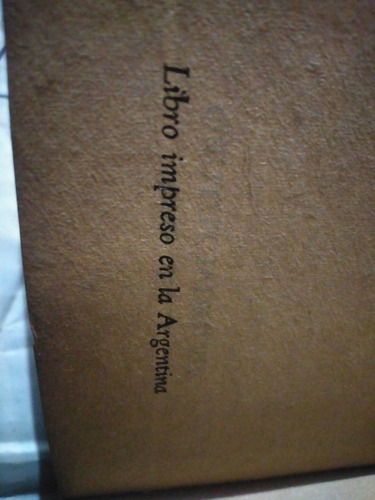 Libro impreso en la Argentina